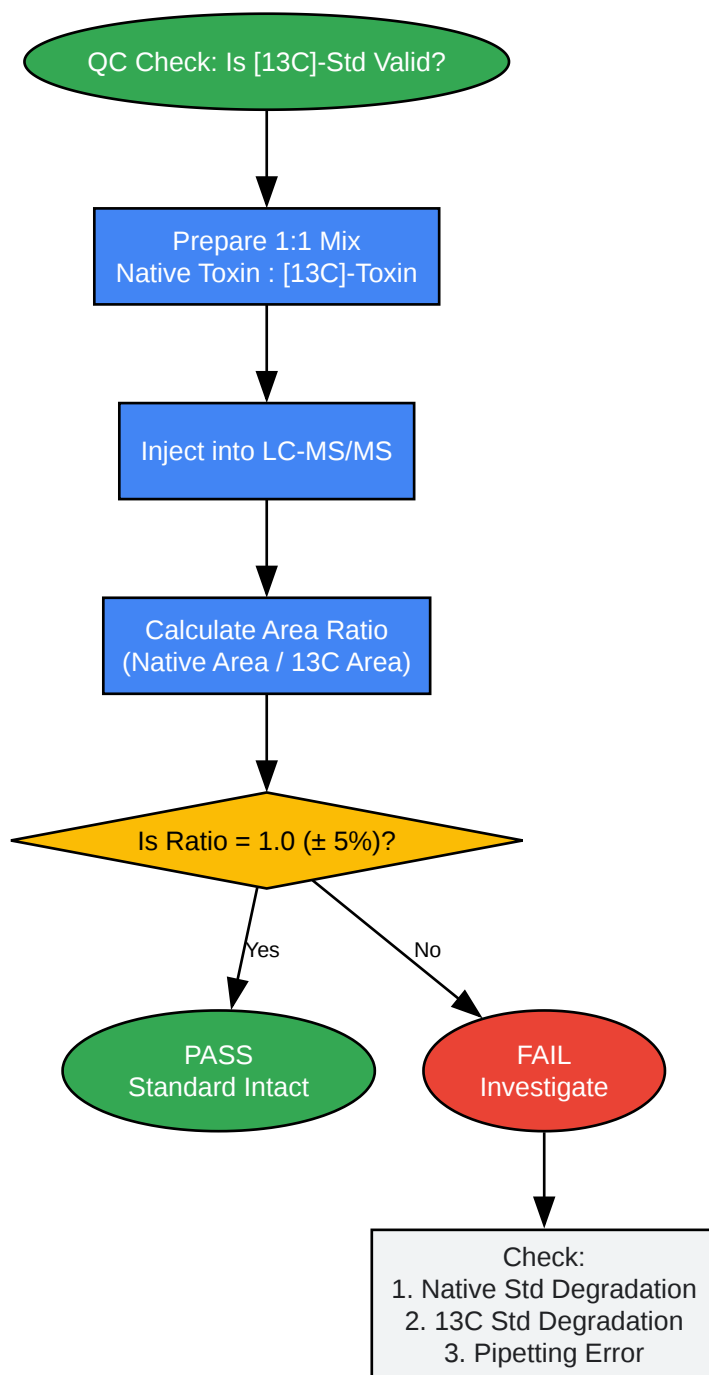 QC Check: Is [13C]-Std Valid?
Prepare 1:1 Mix
Native Toxin : [13C]-Toxin
Inject into LC-MS/MS
Calculate Area Ratio
(Native Area / 13C Area)
Is Ratio = 1.0 (± 5%)?
Yes
No
PASS
Standard Intact
FAIL
Investigate
Check:
1. Native Std Degradation
2. 13C Std Degradation
3. Pipetting Error